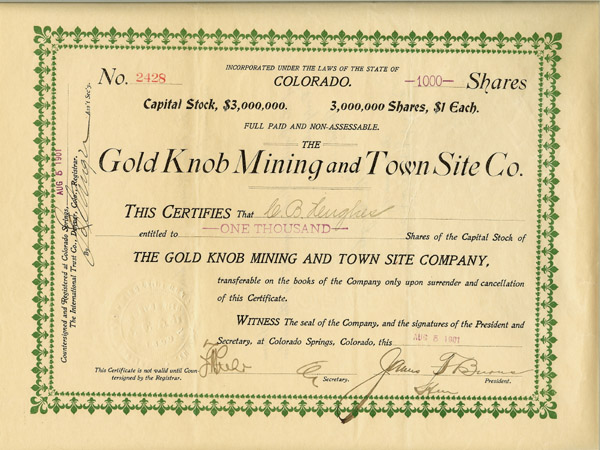 No. 2428
INCORPORATED UNDER THE LAWS OF THE STATE OF
COLORADO.
—1000— Shares
Capital Stock, $3,000,000. 3,000,000 Shares, $1 Each.
FULL PAID AND NON-ASSESSABLE.
THE
Gold Knob Mining and Town Site Co.
THIS CERTIFIES That C. B.
entitled to —ONE THOUSAND— Shares of the Capital Stock of
THE GOLD KNOB MINING AND TOWN SITE COMPANY,
transferable on the books of the Company only upon surrender and cancellation
of this Certificate.
WITNESS The seal of the Company, and the signatures of the President and
Secretary, at Colorado Springs, Colorado, this AUG 8 1901
This Certificate is not valid until Coun
tersigned by the Registrar.
Secretary.
James F Burns
President.
Countersigned and Registered at Colorado Springs,
AUG 8 1901
The International Trust Co., Denver, Colo., Registrar.
By Ass't Sec'y.